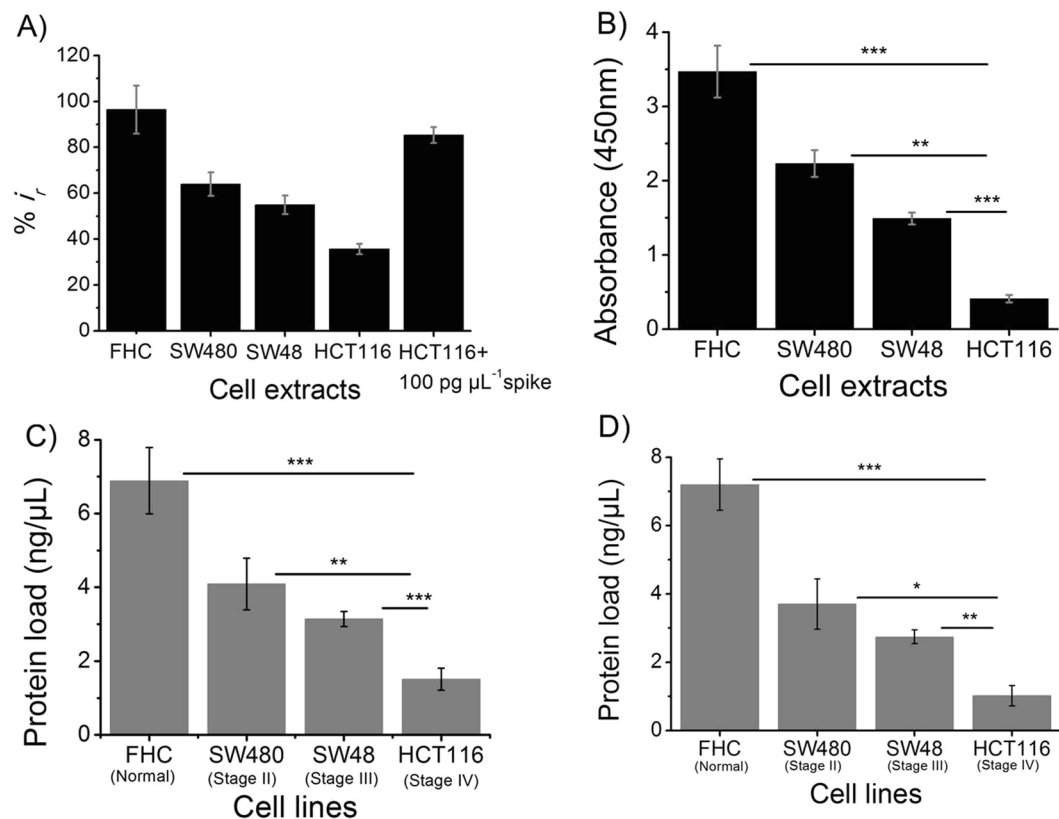 A)
120
100
80
60
40
20
0
% iᵣ
FHC SW480 SW48 HCT116 HCT116+
100 pg µL⁻¹ spike
Cell extracts
B)
4
3
2
1
0
Absorbance (450nm)
***
**
***
FHC SW480 SW48 HCT116
Cell extracts
C)
8
6
4
2
0
Protein load (ng/µL)
***
**
***
FHC SW480 SW48 HCT116
(Normal) (Stage II) (Stage III) (Stage IV)
Cell lines
D)
8
6
4
2
0
Protein load (ng/µL)
***
*
**
FHC SW480 SW48 HCT116
(Normal) (Stage II) (Stage III) (Stage IV)
Cell lines